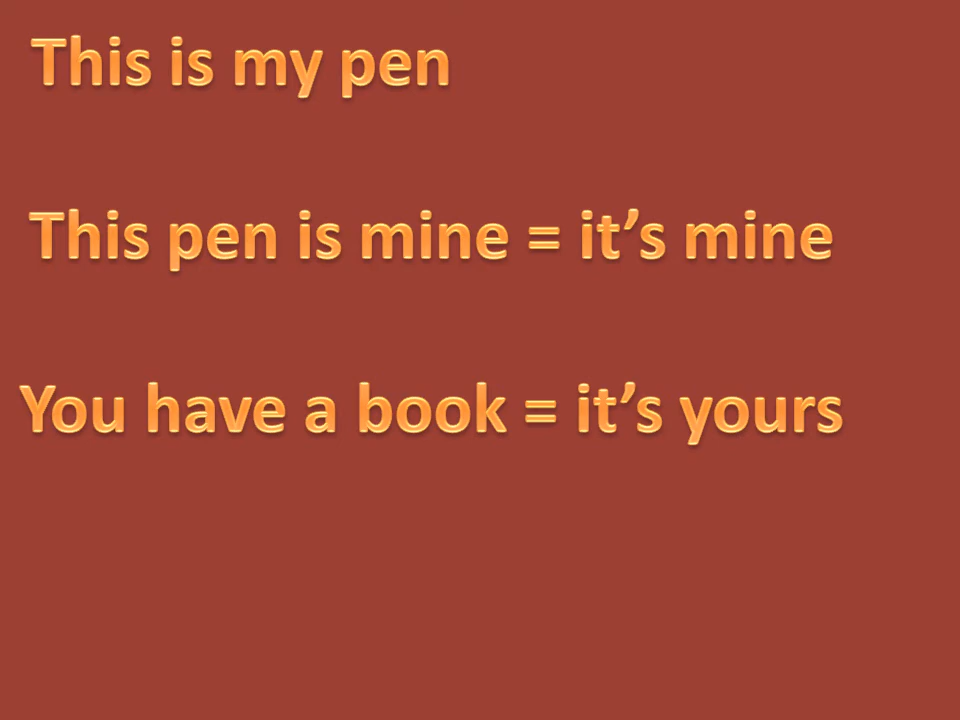 This is my pen
This pen is mine = it’s mine
You have a book = it’s yours